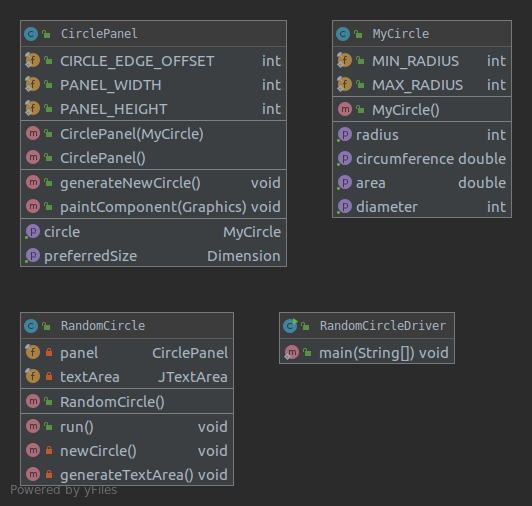 CirclePanel
CIRCLE_EDGE_OFFSET int
PANEL_WIDTH int
PANEL_HEIGHT int
CirclePanel(MyCircle)
CirclePanel()
generateNewCircle() void
paintComponent(Graphics) void
circle MyCircle
preferredSize Dimension
MyCircle
MIN_RADIUS int
MAX_RADIUS int
MyCircle()
radius int
circumference double
area double
diameter int
RandomCircle
panel CirclePanel
textArea JTextArea
RandomCircle()
run() void
newCircle() void
generateTextArea() void
RandomCircleDriver
main(String[]) void
Powered by yFiles